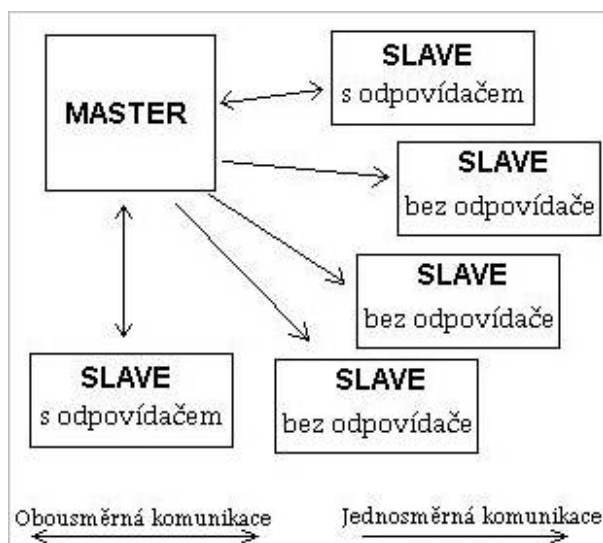 MASTER
SLAVE
s odpovídačem
SLAVE
bez odpovídače
SLAVE
bez odpovídače
SLAVE
s odpovídačem
SLAVE
bez odpovídače
Obousměrná komunikace
Jednosměrná komunikace